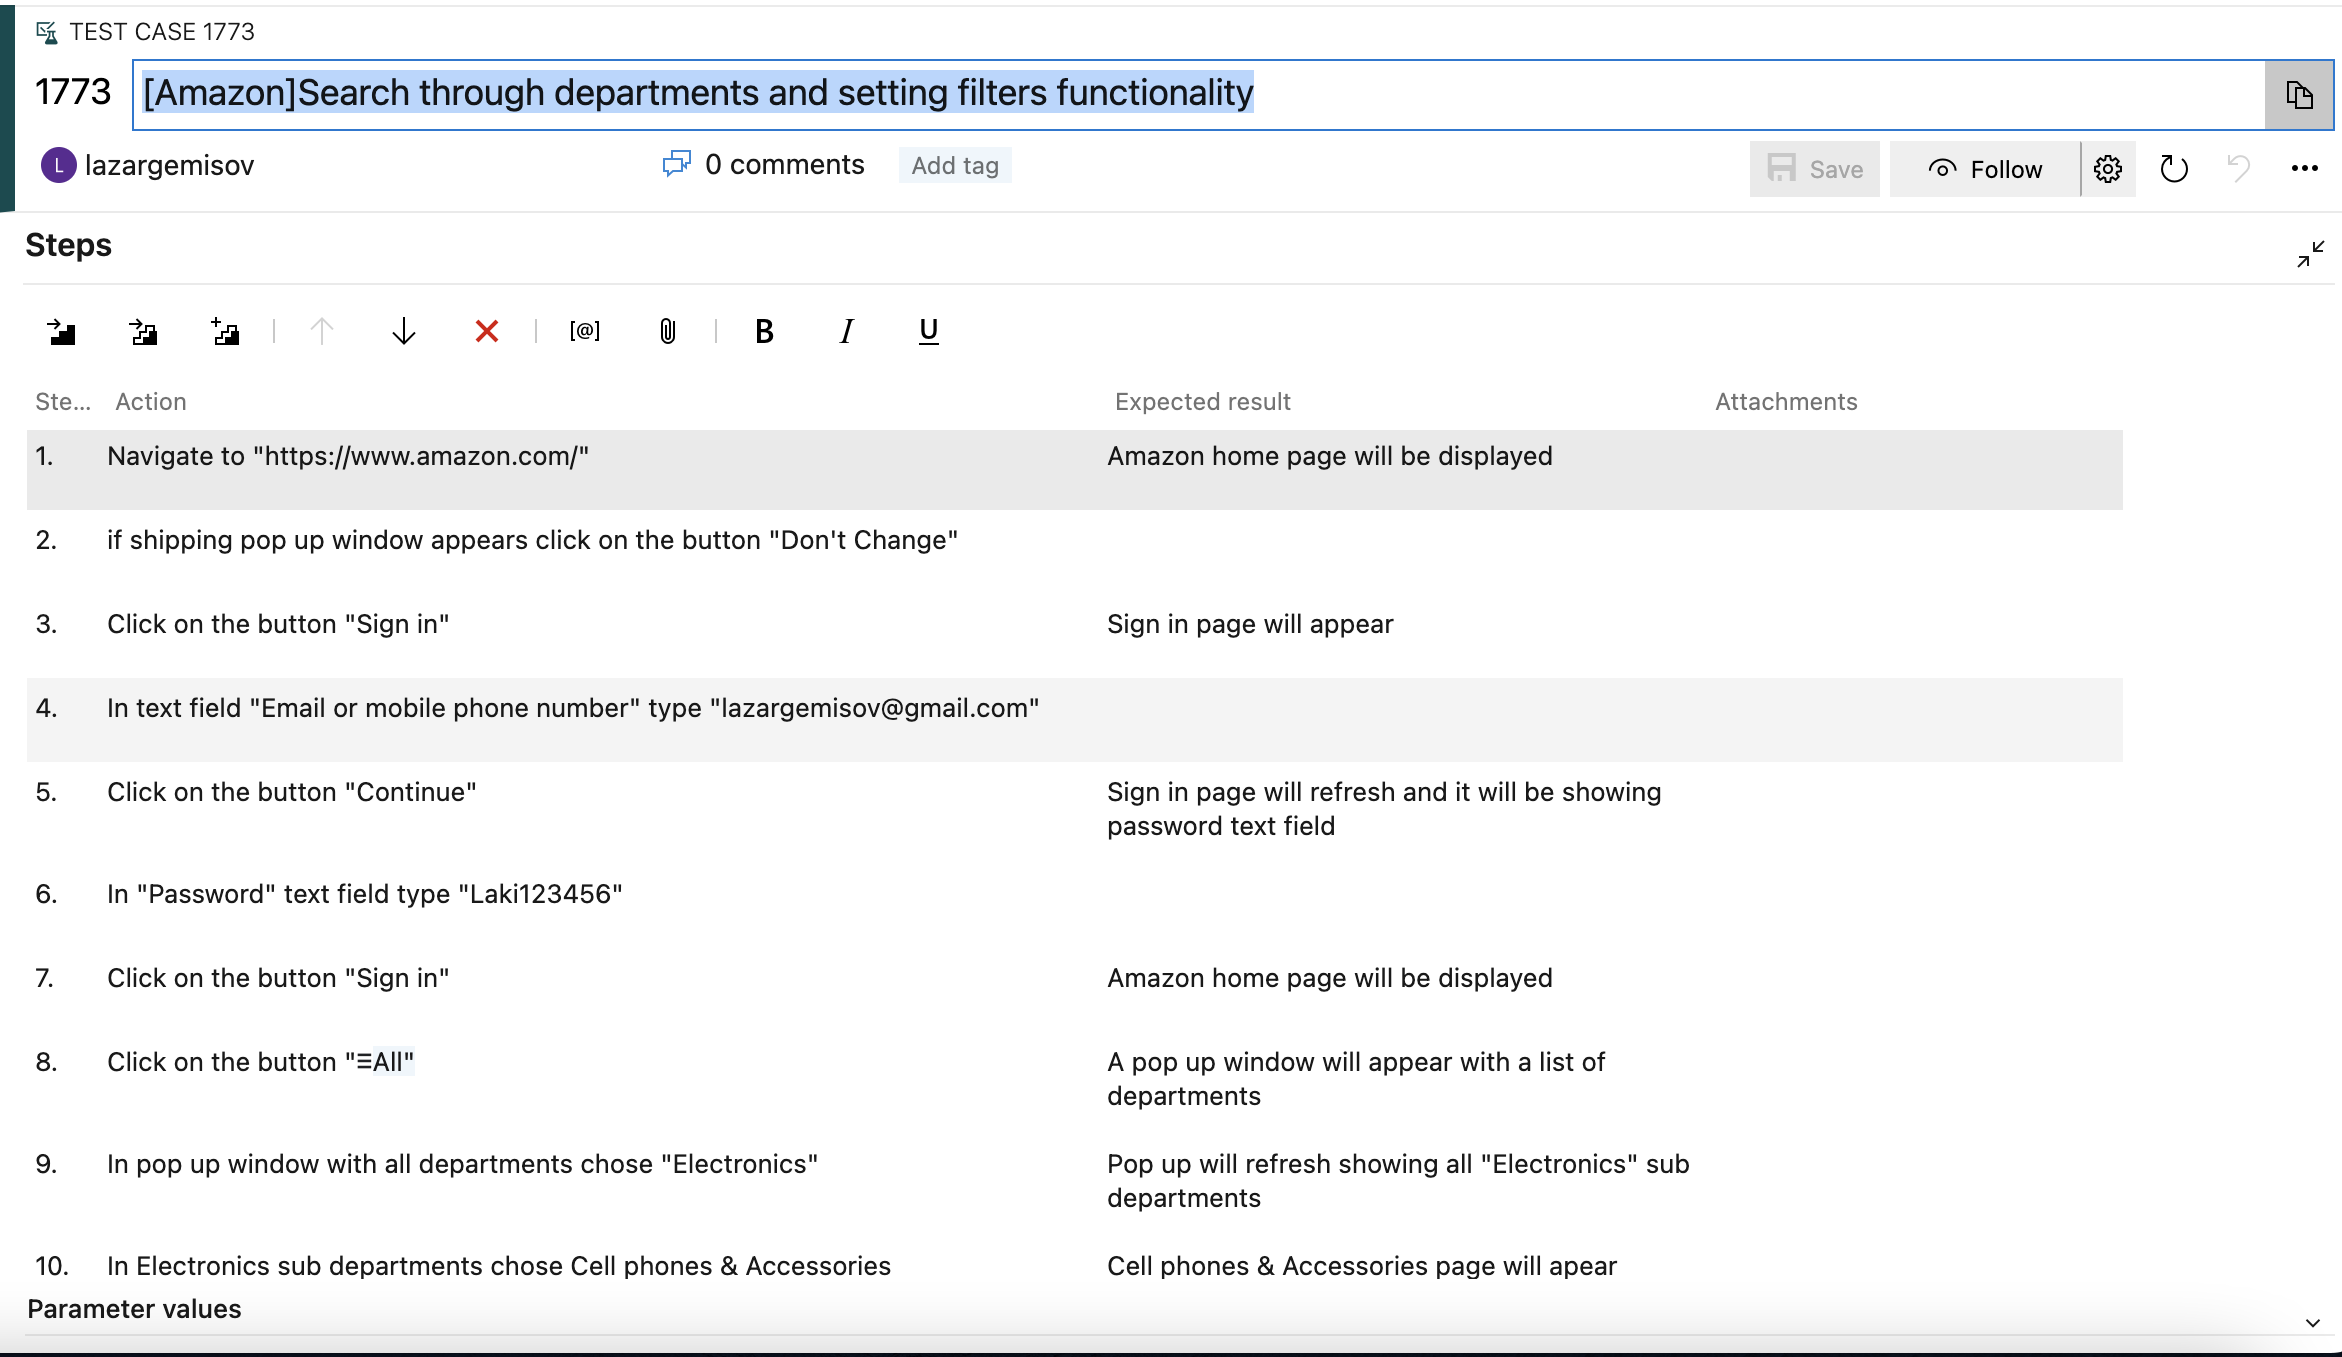 TEST CASE 1773
1773 [Amazon]Search through departments and setting filters functionality
L lazargemisov 0 comments Add tag Save Follow
Steps
[@] B I U
Ste... Action Expected result Attachments
1. Navigate to "https://www.amazon.com/" Amazon home page will be displayed
2. if shipping pop up window appears click on the button "Don't Change"
3. Click on the button "Sign in" Sign in page will appear
4. In text field "Email or mobile phone number" type "lazargemisov@gmail.com"
5. Click on the button "Continue" Sign in page will refresh and it will be showing
password text field
6. In "Password" text field type "Laki123456"
7. Click on the button "Sign in" Amazon home page will be displayed
8. Click on the button "≡All" A pop up window will appear with a list of
departments
9. In pop up window with all departments chose "Electronics" Pop up will refresh showing all "Electronics" sub
departments
10. In Electronics sub departments chose Cell phones & Accessories Cell phones & Accessories page will apear
Parameter values